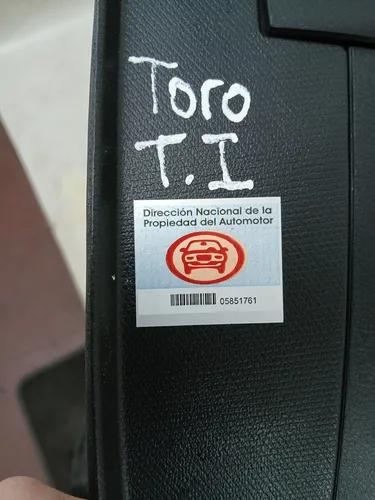 Toro
T.I
Dirección Nacional de la
Propiedad del Automotor
05851761